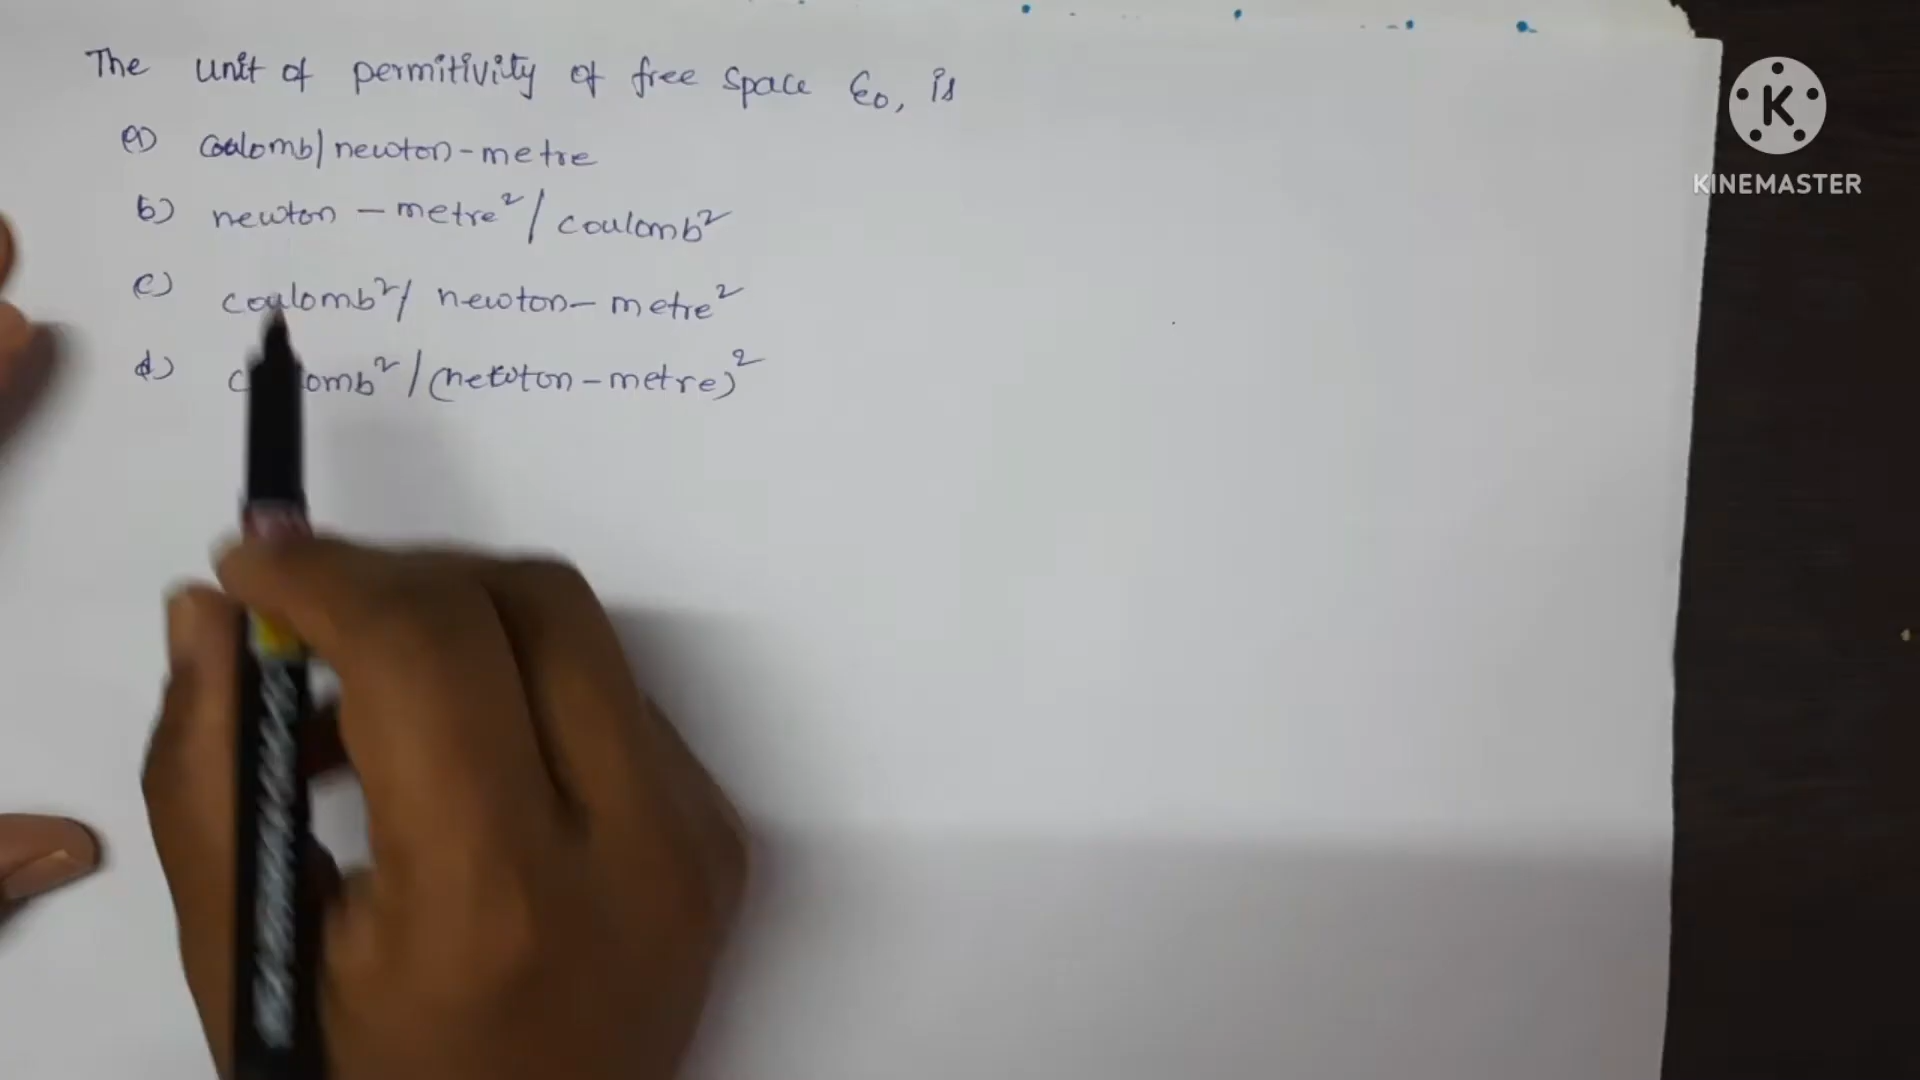 The unit of permitivity of free space ε₀, is
a) coulomb/newton-metre
b) newton - metre²/coulomb²
c) coulomb²/ newton- metre²
d) /(newton-metre)²
K
KINEMASTER